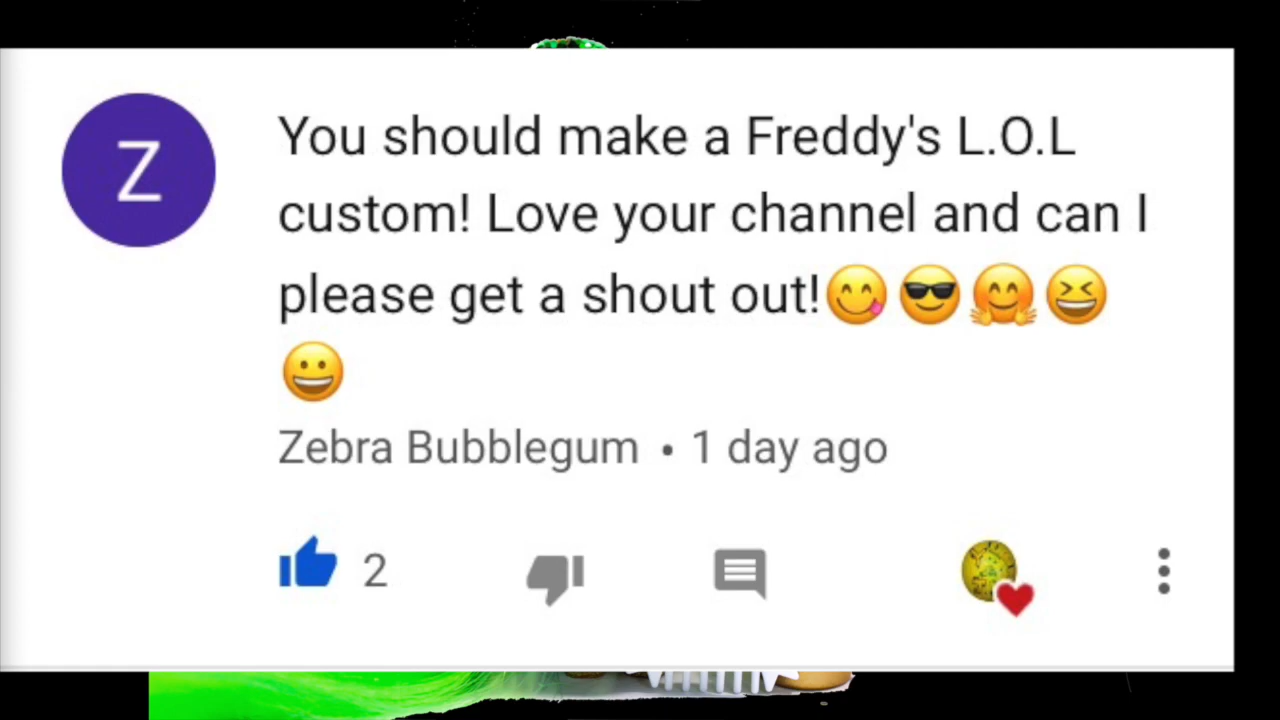 Z
You should make a Freddy's L.O.L
custom! Love your channel and can I
please get a shout out!😋😎🤗😆
😀
Zebra Bubblegum • 1 day ago
2